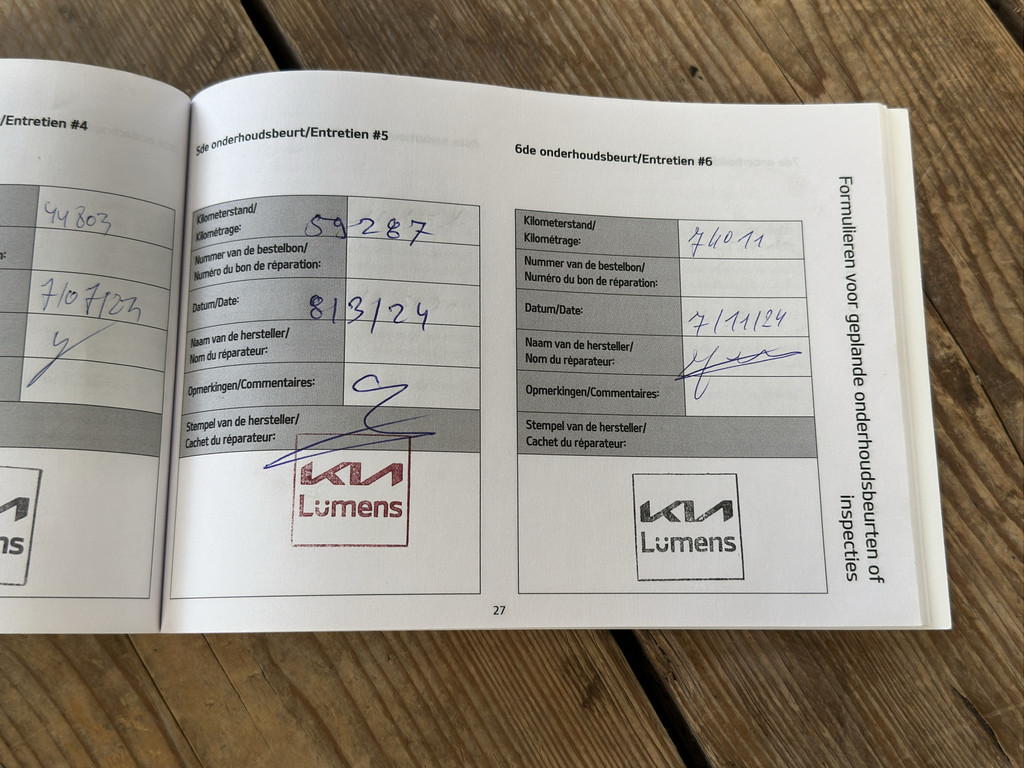 /Entretien #4
44803
n:
7/07/23
ns
5de onderhoudsbeurt/Entretien #5
Kilometerstand/
Kilométrage:
59287
Nummer van de bestelbon/
Numéro du bon de réparation:
Datum/Date:
8/3/24
Naam van de hersteller/
Nom du réparateur:
Opmerkingen/Commentaires:
Stempel van de hersteller/
Cachet du réparateur:
KIA
Lumens
6de onderhoudsbeurt/Entretien #6
Kilometerstand/
Kilométrage:
74011
Nummer van de bestelbon/
Numéro du bon de réparation:
Datum/Date:
7/11/24
Naam van de hersteller/
Nom du réparateur:
Opmerkingen/Commentaires:
Stempel van de hersteller/
Cachet du réparateur:
KIA
Lumens
27
Formulieren voor geplande onderhoudsbeurten of
inspecties